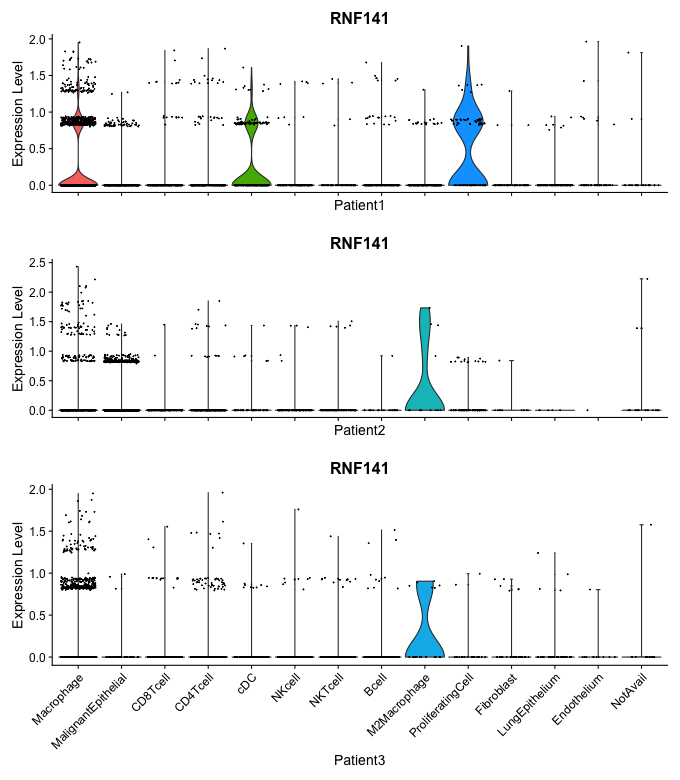 RNF141
Expression Level
2.0
1.5
1.0
0.5
0.0
Patient1
RNF141
Expression Level
2.5
2.0
1.5
1.0
0.5
0.0
Patient2
RNF141
Expression Level
2.0
1.5
1.0
0.5
0.0
Macrophage
MalignantEpithelial
CD8Tcell
CD4Tcell
cDC
NKcell
NKTcell
Bcell
M2Macrophage
ProliferatingCell
Fibroblast
LungEpithelium
Endothelium
NotAvail
Patient3